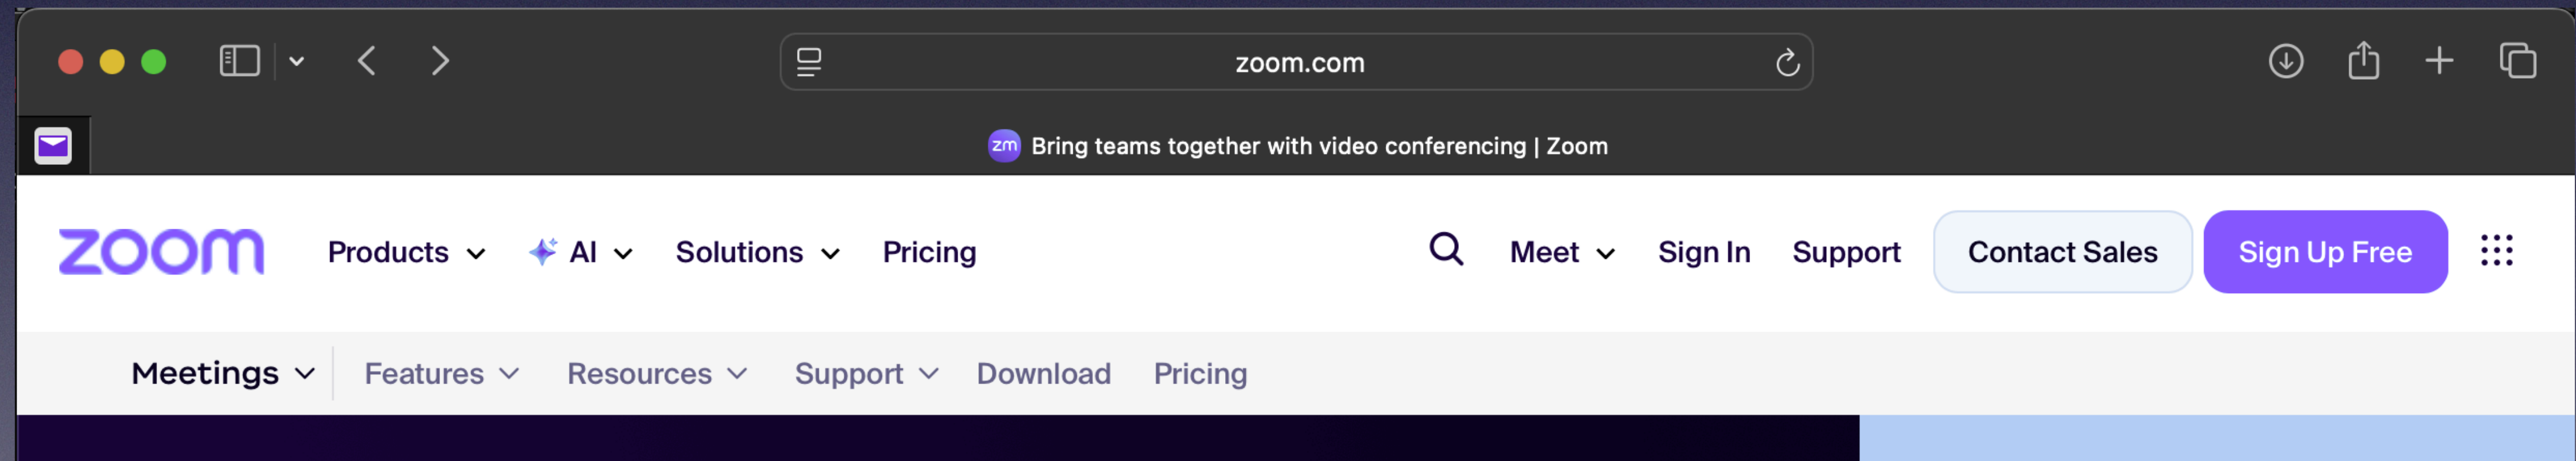 zoom.com
zm Bring teams together with video conferencing | Zoom
zoom Products AI Solutions Pricing Meet Sign In Support Contact Sales Sign Up Free
Meetings Features Resources Support Download Pricing